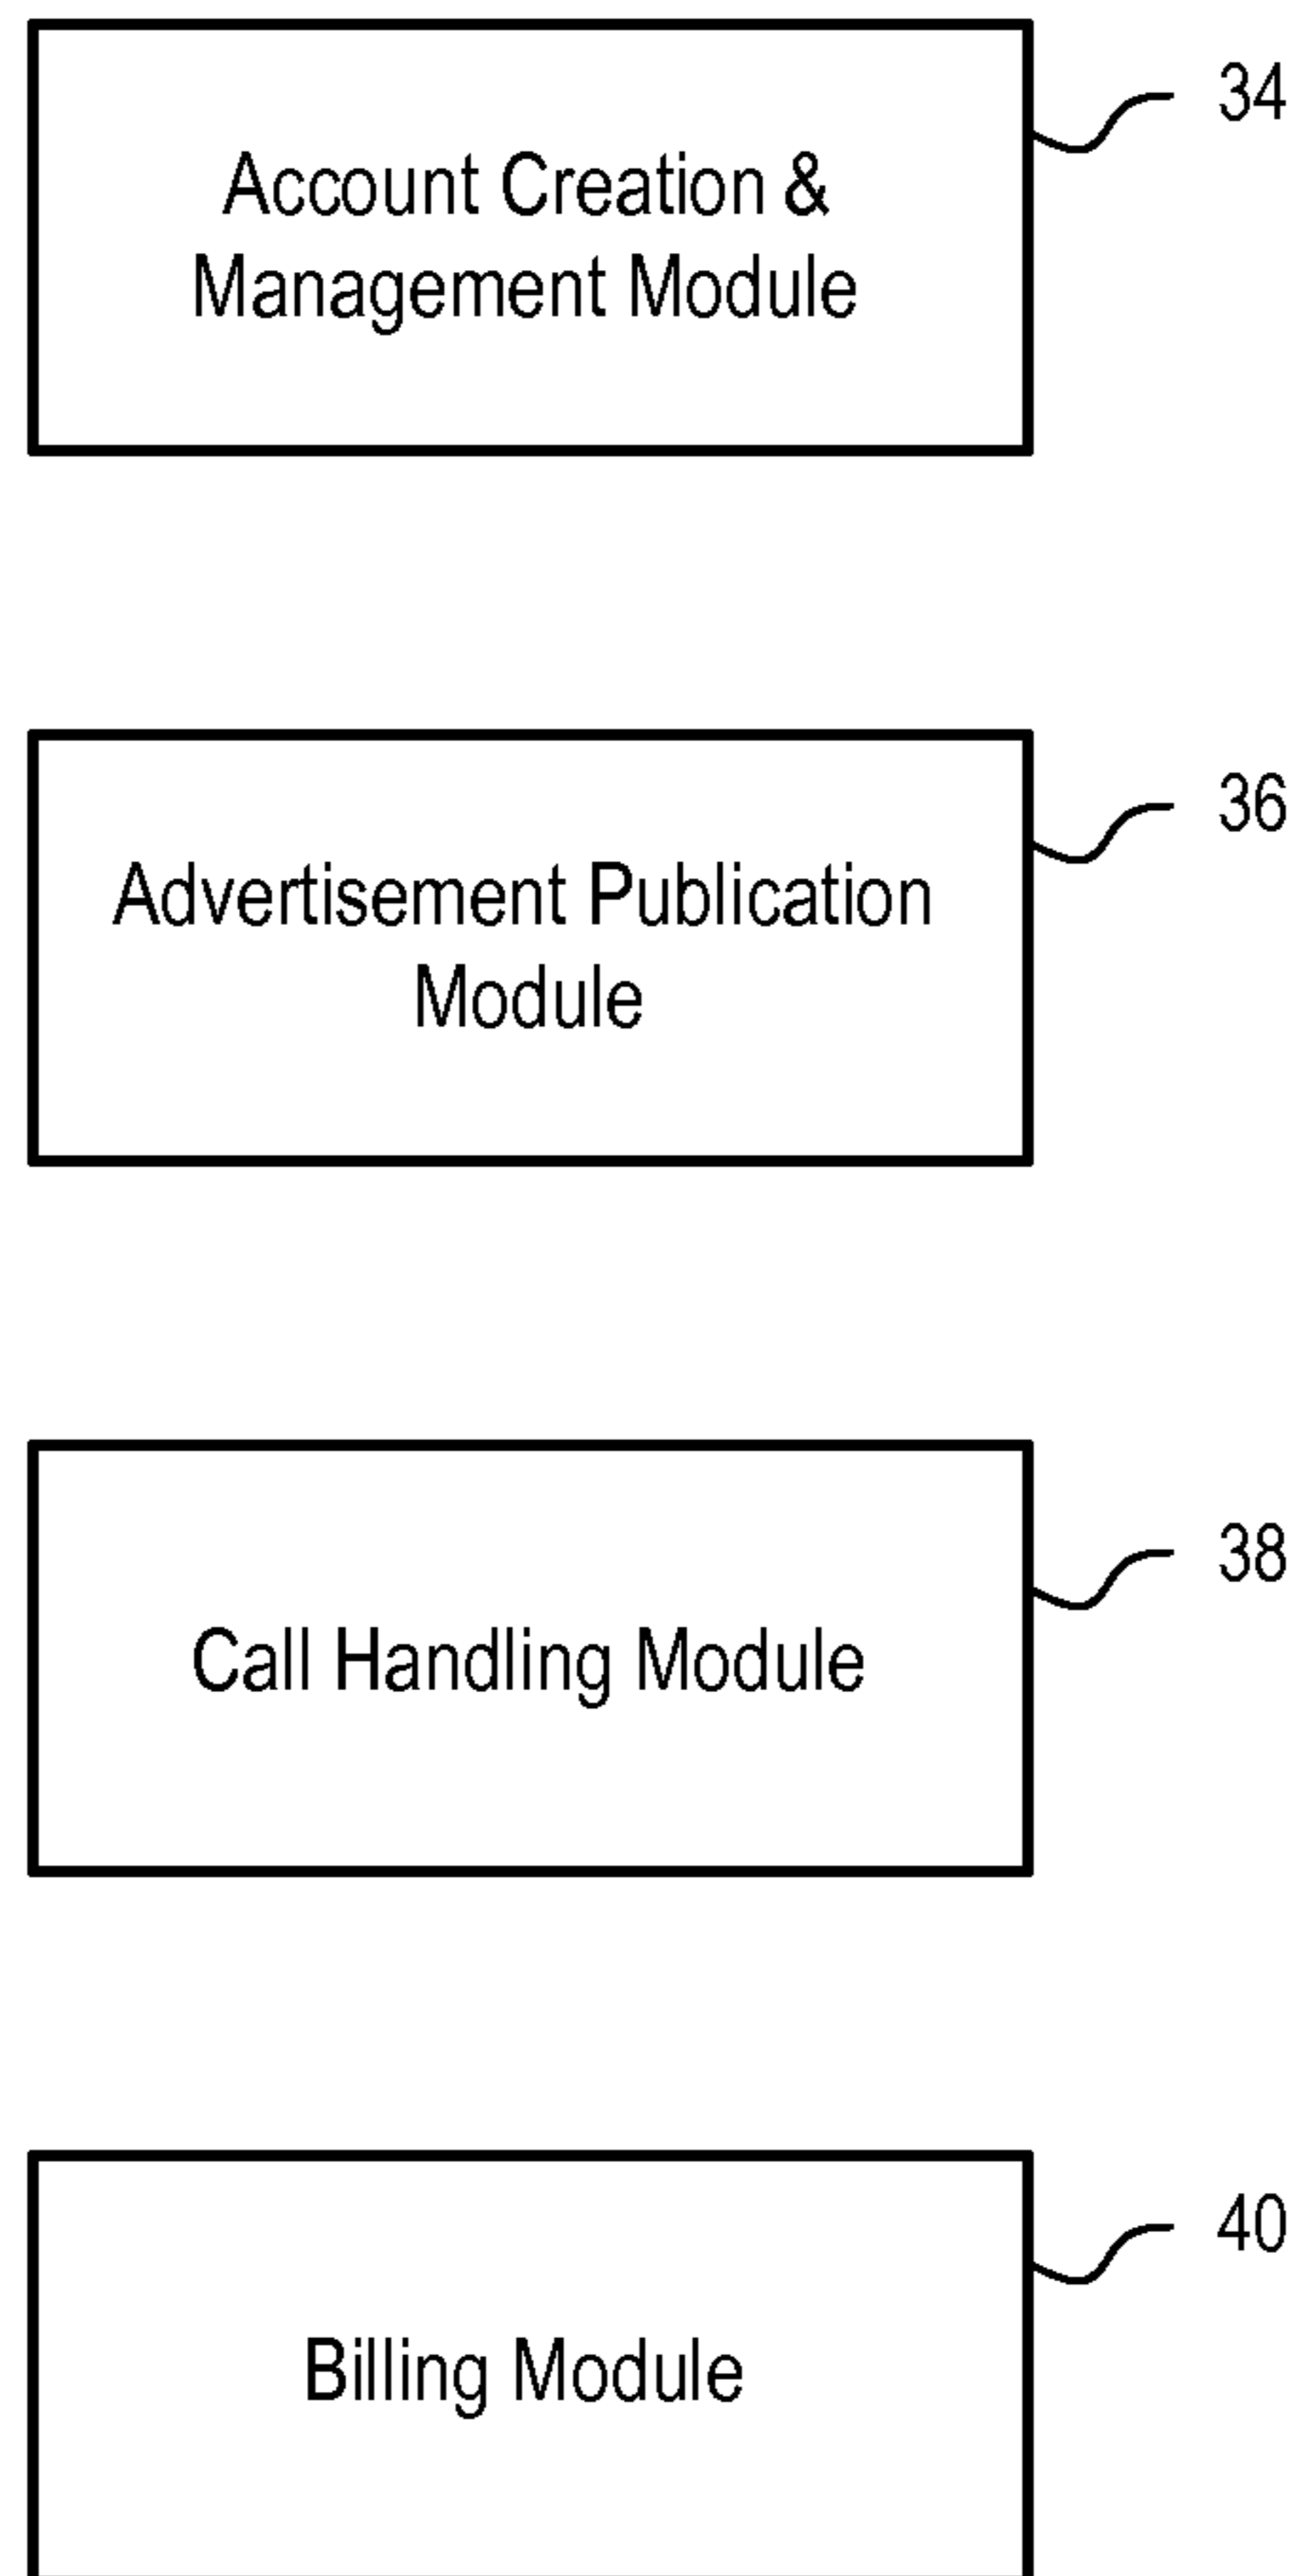 34
Account Creation &
Management Module
36
Advertisement Publication
Module
38
Call Handling Module
40
Billing Module